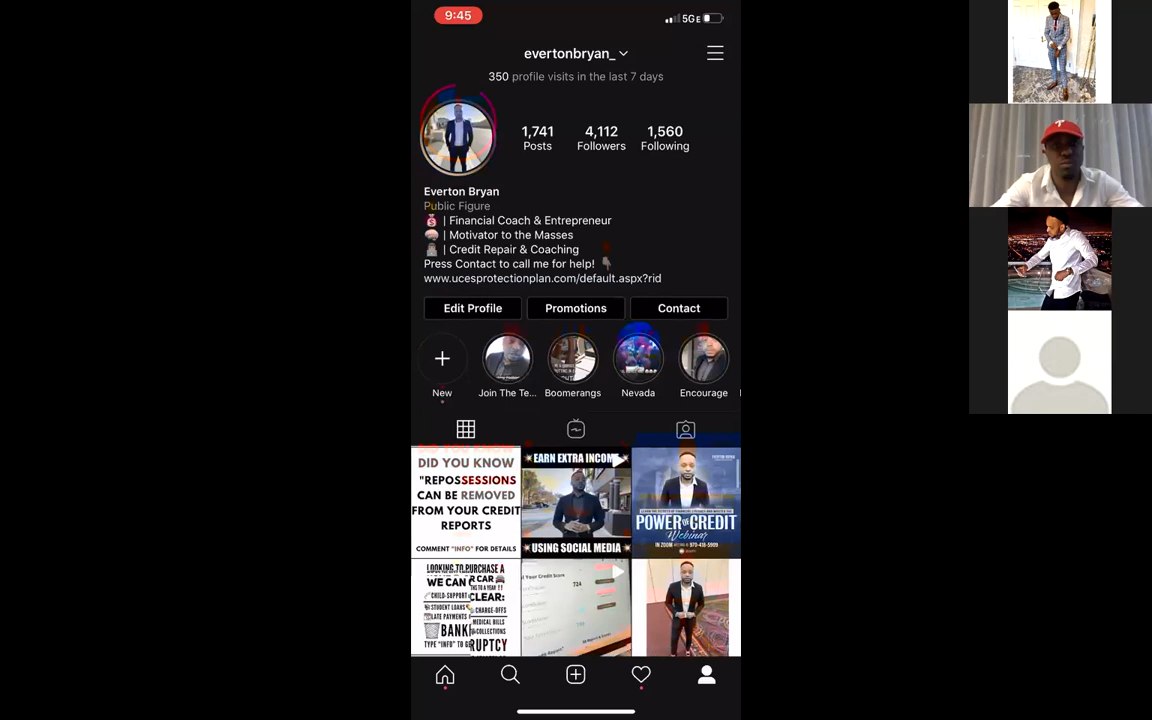 9:45
5GE
evertonbryan_
350 profile visits in the last 7 days
1,741
Posts
4,112
Followers
1,560
Following
Everton Bryan
Public Figure
| Financial Coach & Entrepreneur
| Motivator to the Masses
| Credit Repair & Coaching
Press Contact to call me for help!
www.ucesprotectionplan.com/default.aspx?rid
Edit Profile
Promotions
Contact
New
Join The Te...
Boomerangs
Nevada
Encourage
DID YOU KNOW
"REPOSSESSIONS
CAN BE REMOVED
FROM YOUR CREDIT
REPORTS
COMMENT "INFO" FOR DETAILS
EARN EXTRA INCOME
USING SOCIAL MEDIA
POWER OF CREDIT
Webinar
LOOKING TO PURCHASE A
CAR
WE CAN
CLEAR:
CHILD-SUPPORT
STUDENT LOANS
CHARGE-OFFS
LATE PAYMENTS
MEDICAL BILLS
COLLECTIONS
BANKRUPTCY
724